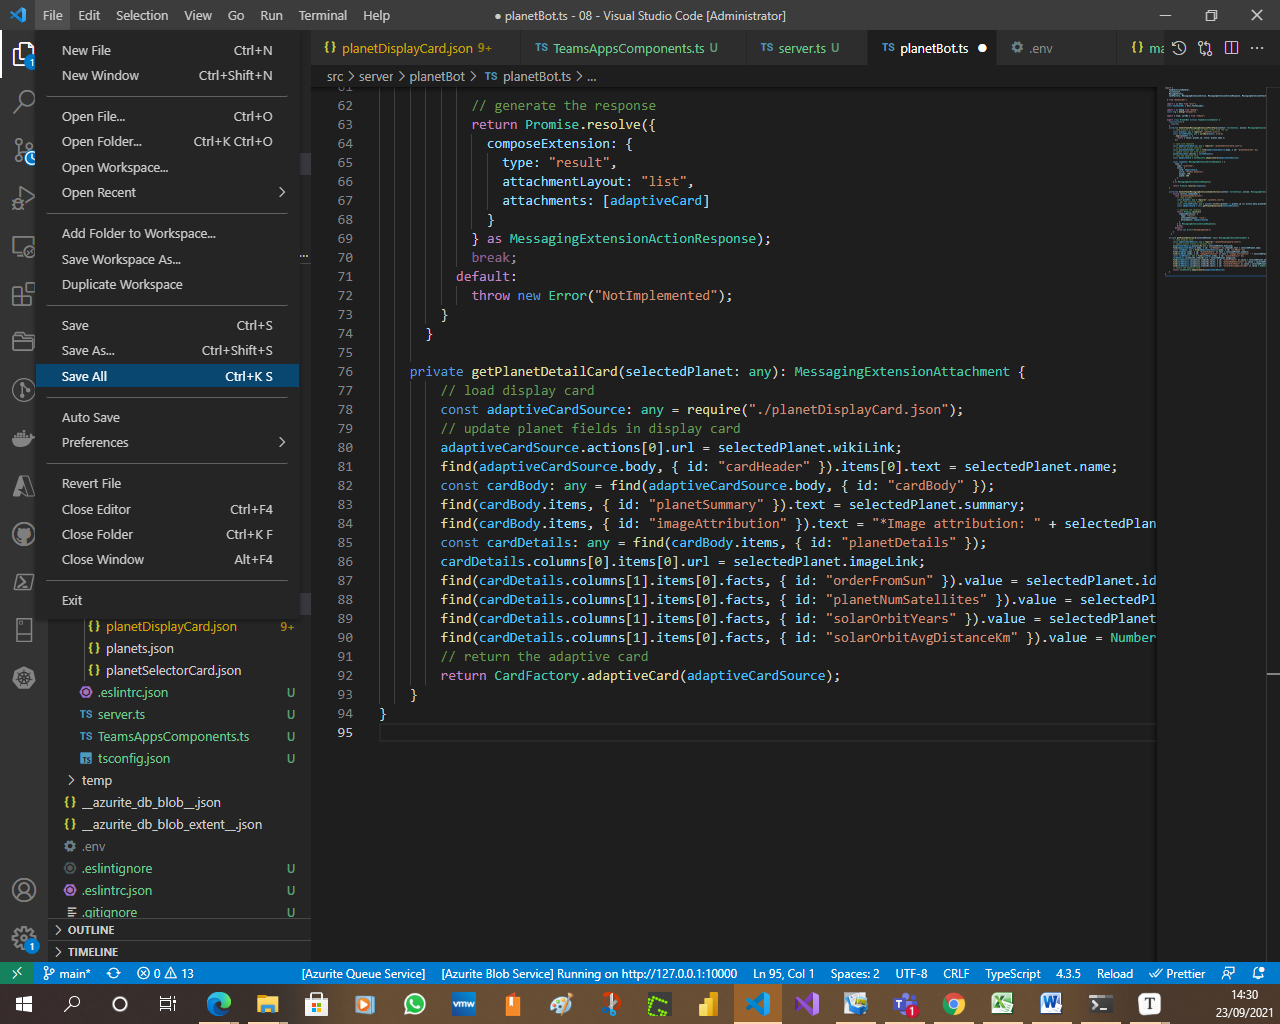 File Edit Selection View Go Run Terminal Help
● planetBot.ts - 08 - Visual Studio Code [Administrator]
New File Ctrl+N
New Window Ctrl+Shift+N
Open File... Ctrl+O
Open Folder... Ctrl+K Ctrl+O
Open Workspace...
Open Recent
Add Folder to Workspace...
Save Workspace As...
Duplicate Workspace
Save Ctrl+S
Save As... Ctrl+Shift+S
Save All Ctrl+K S
Auto Save
Preferences
Revert File
Close Editor Ctrl+F4
Close Folder Ctrl+K F
Close Window Alt+F4
Exit
{} planetDisplayCard.json 9+
{} planets.json
{} planetSelectorCard.json
.eslintrc.json U
TS server.ts U
TS TeamsAppsComponents.ts U
TS tsconfig.json U
> temp
{} __azurite_db_blob__.json
{} __azurite_db_blob_extent__.json
.env
.eslintignore U
.eslintrc.json U
.gitignore U
OUTLINE
TIMELINE
{} planetDisplayCard.json 9+ TS TeamsAppsComponents.ts U TS server.ts U TS planetBot.ts ● .env {} ma
src > server > planetBot > TS planetBot.ts > ...
61
62 // generate the response
63 return Promise.resolve({
64 composeExtension: {
65 type: "result",
66 attachmentLayout: "list",
67 attachments: [adaptiveCard]
68 }
69 } as MessagingExtensionActionResponse);
70 break;
71 default:
72 throw new Error("NotImplemented");
73 }
74 }
75
76 private getPlanetDetailCard(selectedPlanet: any): MessagingExtensionAttachment {
77 // load display card
78 const adaptiveCardSource: any = require("./planetDisplayCard.json");
79 // update planet fields in display card
80 adaptiveCardSource.actions[0].url = selectedPlanet.wikiLink;
81 find(adaptiveCardSource.body, { id: "cardHeader" }).items[0].text = selectedPlanet.name;
82 const cardBody: any = find(adaptiveCardSource.body, { id: "cardBody" });
83 find(cardBody.items, { id: "planetSummary" }).text = selectedPlanet.summary;
84 find(cardBody.items, { id: "imageAttribution" }).text = "*Image attribution: " + selectedPlan
85 const cardDetails: any = find(cardBody.items, { id: "planetDetails" });
86 cardDetails.columns[0].items[0].url = selectedPlanet.imageLink;
87 find(cardDetails.columns[1].items[0].facts, { id: "orderFromSun" }).value = selectedPlanet.id
88 find(cardDetails.columns[1].items[0].facts, { id: "planetNumSatellites" }).value = selectedPl
89 find(cardDetails.columns[1].items[0].facts, { id: "solarOrbitYears" }).value = selectedPlanet
90 find(cardDetails.columns[1].items[0].facts, { id: "solarOrbitAvgDistanceKm" }).value = Number
91 // return the adaptive card
92 return CardFactory.adaptiveCard(adaptiveCardSource);
93 }
94 }
95
main* 0 13 [Azurite Queue Service] [Azurite Blob Service] Running on http://127.0.0.1:10000 Ln 95, Col 1 Spaces: 2 UTF-8 CRLF TypeScript 4.3.5 Reload Prettier
14:30
23/09/2021